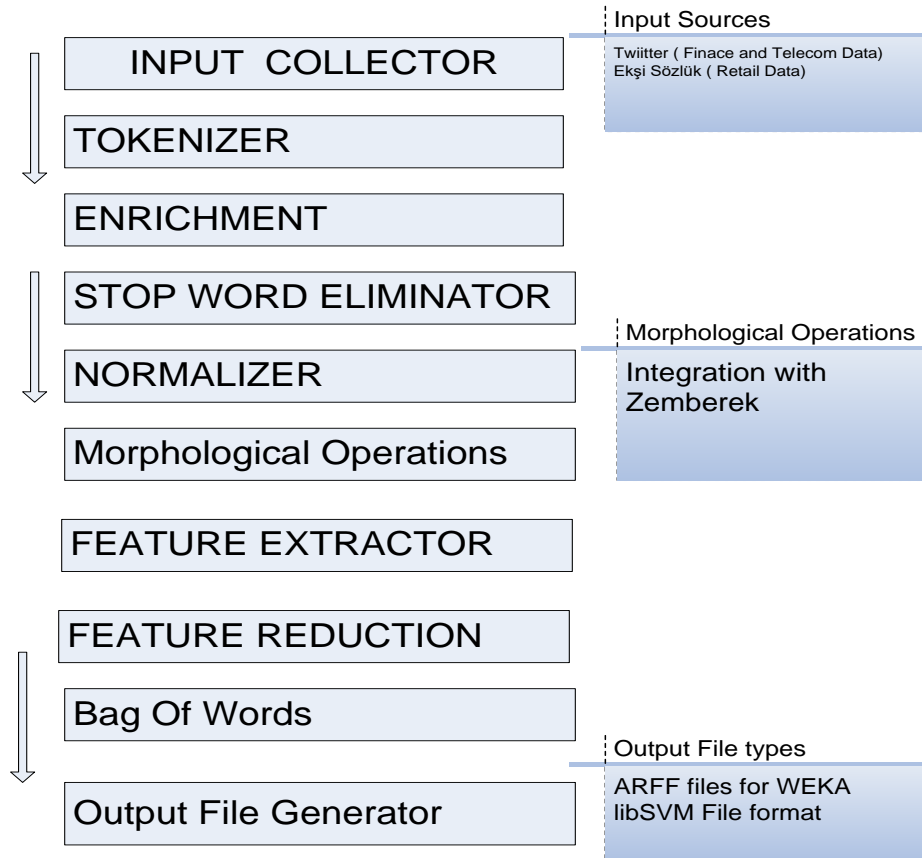 INPUT COLLECTOR
Input Sources
Twiitter ( Finace and Telecom Data)
Ekşi Sözlük ( Retail Data)
TOKENIZER
ENRICHMENT
STOP WORD ELIMINATOR
NORMALIZER
Morphological Operations
Integration with
Zemberek
Morphological Operations
FEATURE EXTRACTOR
FEATURE REDUCTION
Bag Of Words
Output File Generator
Output File types
ARFF files for WEKA
libSVM File format